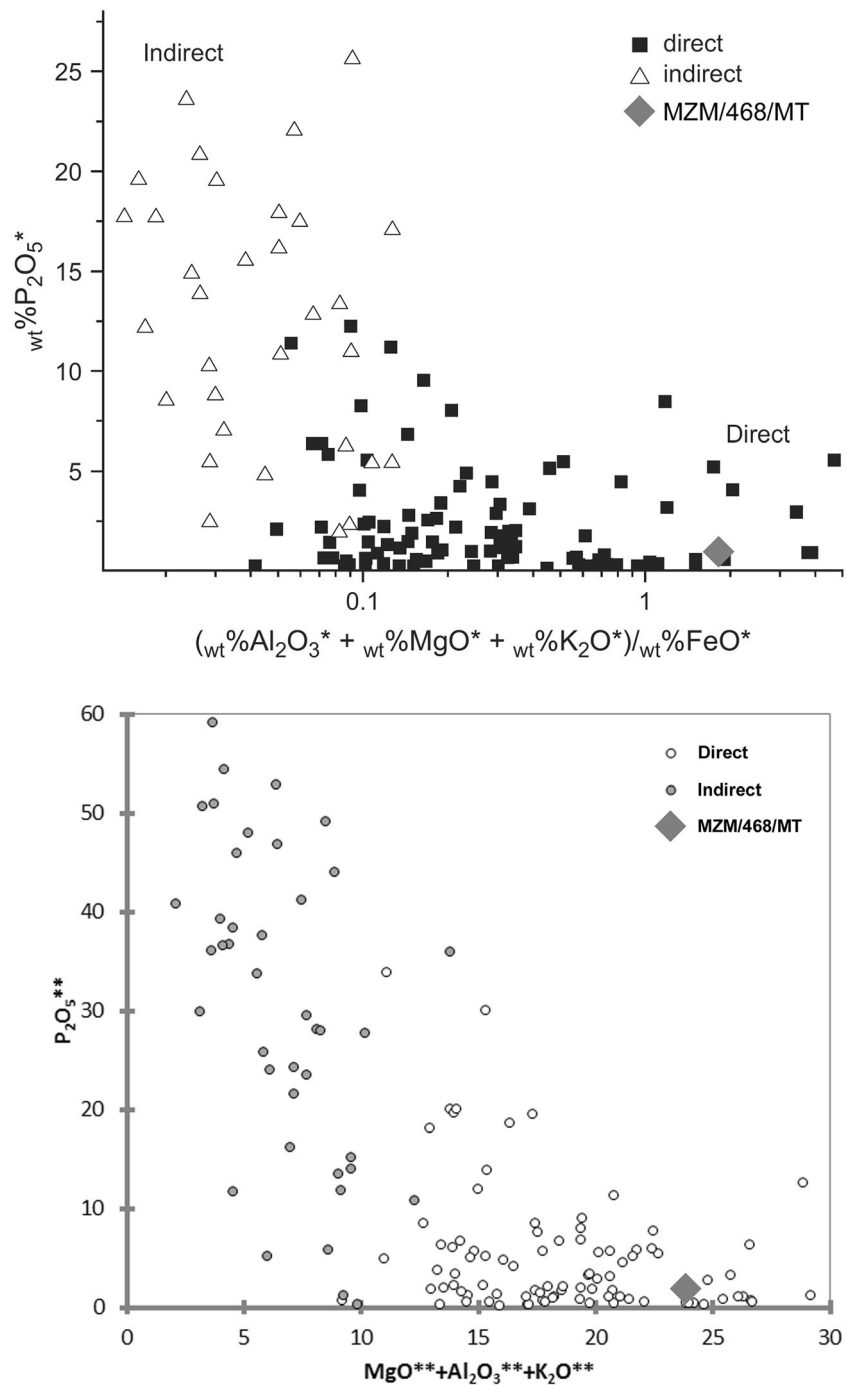 Indirect
direct
indirect
MZM/468/MT
25
20
15
10
5
wt%P2O5*
Direct
0.1
1
(wt%Al2O3* + wt%MgO* + wt%K2O*)/wt%FeO*
60
50
40
30
20
10
0
P2O5**
Direct
Indirect
MZM/468/MT
0
5
10
15
20
25
30
MgO**+Al2O3**+K2O**